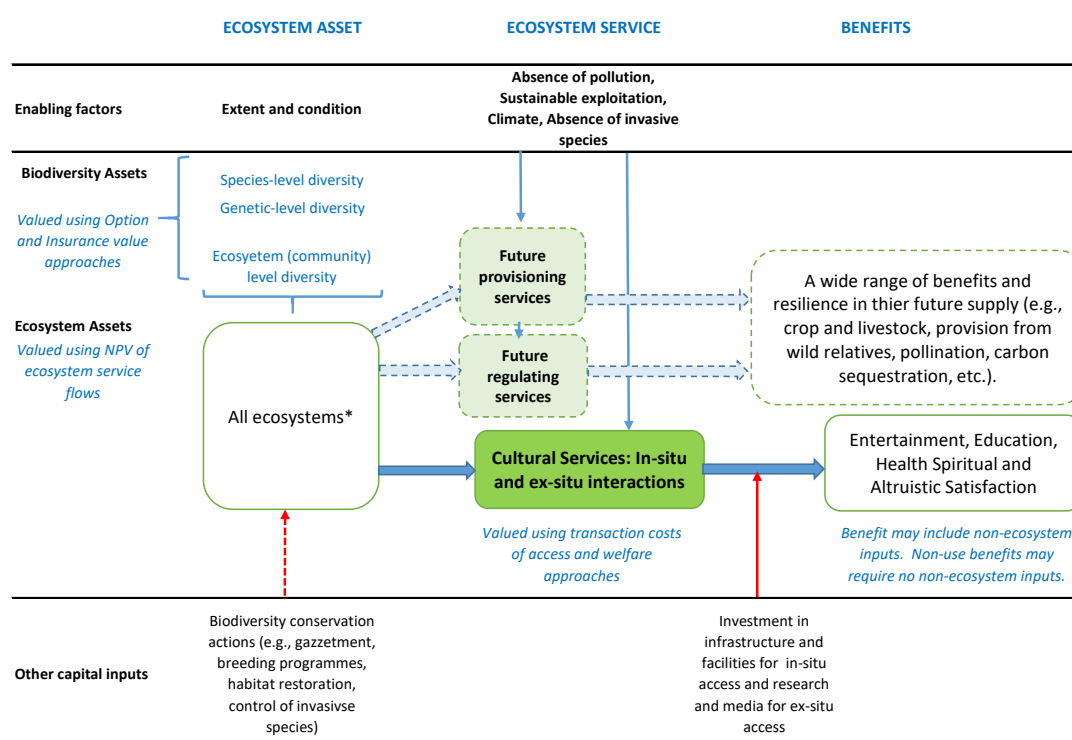 ECOSYSTEM ASSET
ECOSYSTEM SERVICE
BENEFITS
Enabling factors
Extent and condition
Absence of pollution,
Sustainable exploitation,
Climate, Absence of invasive
species
Biodiversity Assets
Valued using Option
and Insurance value
approaches
Species-level diversity
Genetic-level diversity
Ecoyetem (community)
level diversity
Ecosystem Assets
Valued using NPV of
ecosystem service
flows
All ecosystems*
Future
provisioning
services
Future
regulating
services
Cultural Services: In-situ
and ex-situ interactions
Valued using transaction costs
of access and welfare
approaches
A wide range of benefits and
resilience in thier future supply (e.g.,
crop and livestock, provision from
wild relatives, pollination, carbon
sequestration, etc.).
Entertainment, Education,
Health Spiritual and
Altruistic Satisfaction
Benefit may include non-ecosystem
inputs. Non-use benefits may
require no non-ecosystem inputs.
Other capital inputs
Biodiversity conservation
actions (e.g., gazzetment,
breeding programmes,
habitat restoration,
control of invasivse
species)
Investment in
infrastructure and
facilities for in-situ
access and research
and media for ex-situ
access